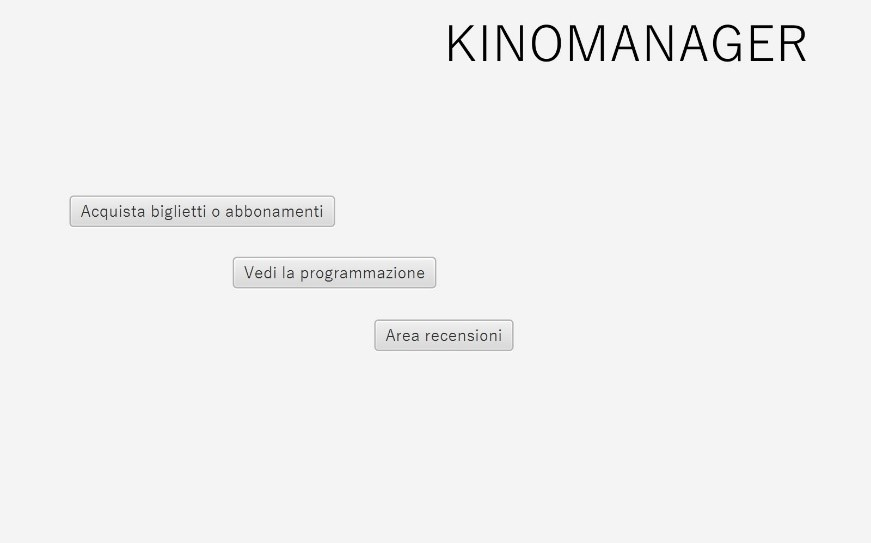 KINOMANAGER
Acquista biglietti o abbonamenti
Vedi la programmazione
Area recensioni